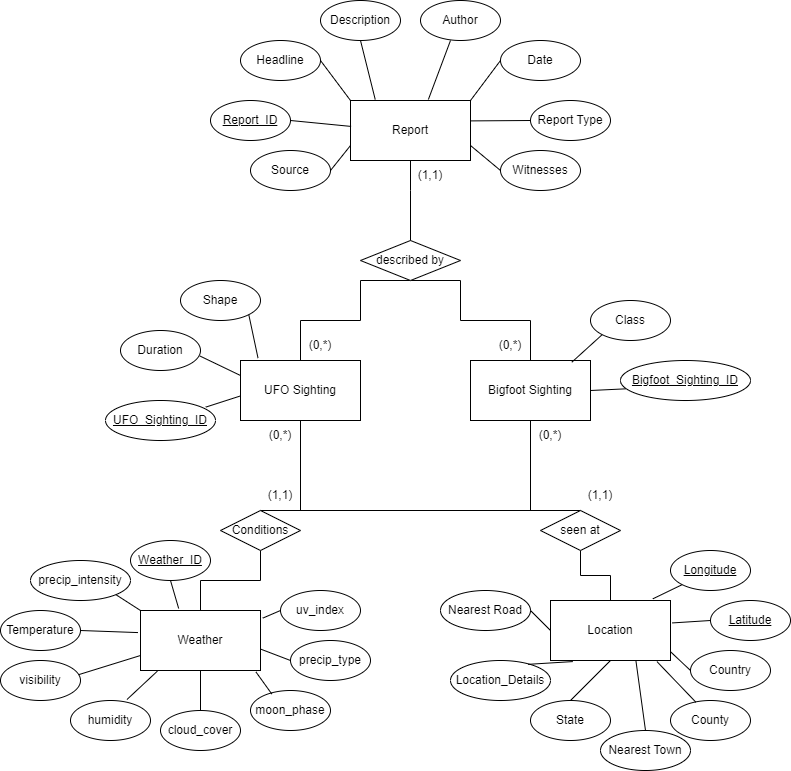 Description
Author
Headline
Date
Report_ID
Report
Report Type
Source
Witnesses
(1,1)
described by
Shape
Class
Duration
(0,*)
(0,*)
UFO Sighting
Bigfoot Sighting
Bigfoot_Sighting_ID
UFO_Sighting_ID
(0,*)
(0,*)
(1,1)
(1,1)
Conditions
seen at
Weather_ID
precip_intensity
Longitude
uv_index
Nearest Road
Temperature
Weather
Location
Latitude
precip_type
Country
visibility
Location_Details
moon_phase
humidity
cloud_cover
State
County
Nearest Town